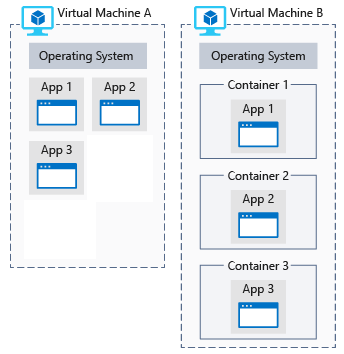 Virtual Machine A
Operating System
App 1
App 2
App 3
Virtual Machine B
Operating System
Container 1
App 1
Container 2
App 2
Container 3
App 3